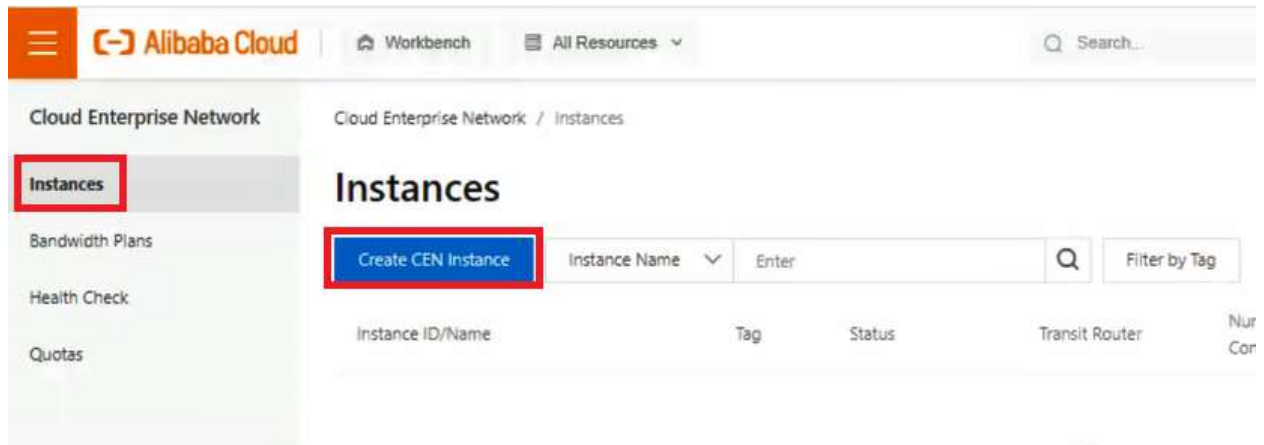 Alibaba Cloud
Workbench
All Resources
Search...
Cloud Enterprise Network
Instances
Bandwidth Plans
Health Check
Quotas
Cloud Enterprise Network / Instances
Instances
Create CEN Instance
Instance Name
Enter
Filter by Tag
Instance ID/Name
Tag
Status
Transit Router